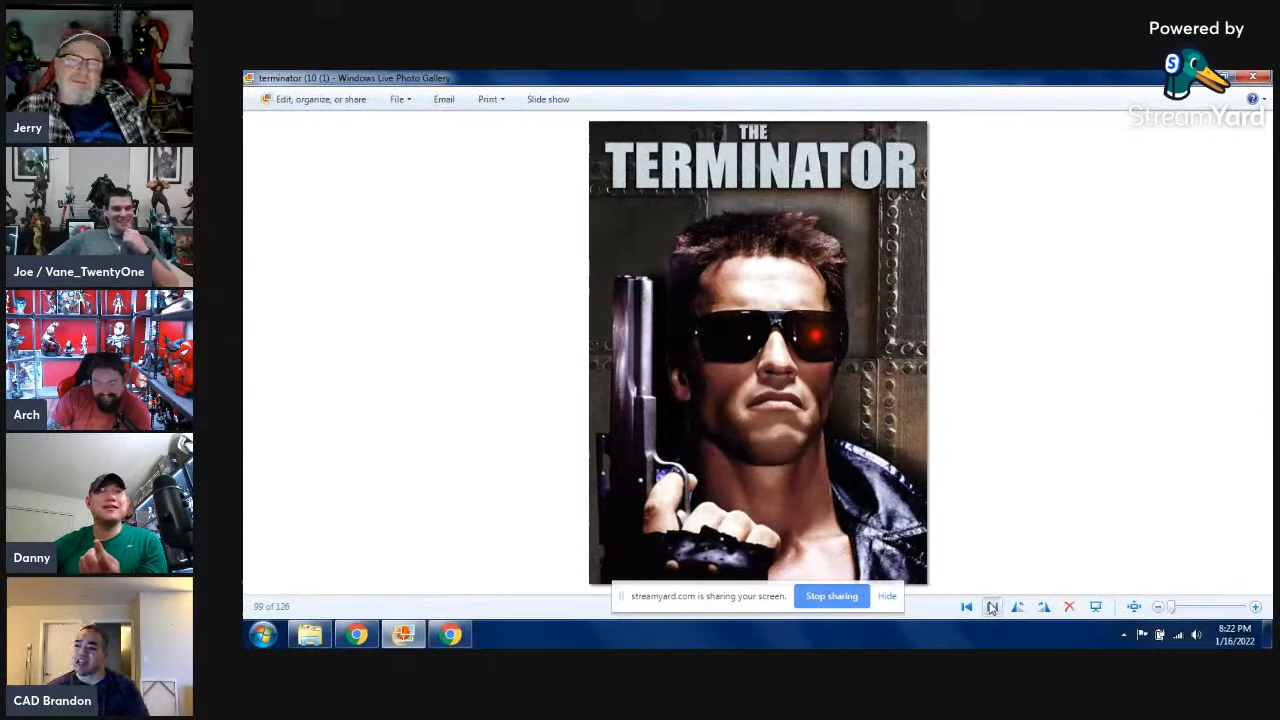 Powered by
S
StreamYard
Jerry
Joe / Vane_TwentyOne
Arch
Danny
CAD Brandon
terminator (10 (1) - Windows Live Photo Gallery
Edit, organize, or share File Email Print Slide show
THE
TERMINATOR
streamyard.com is sharing your screen. Stop sharing Hide
99 of 126
8:22 PM
1/16/2022